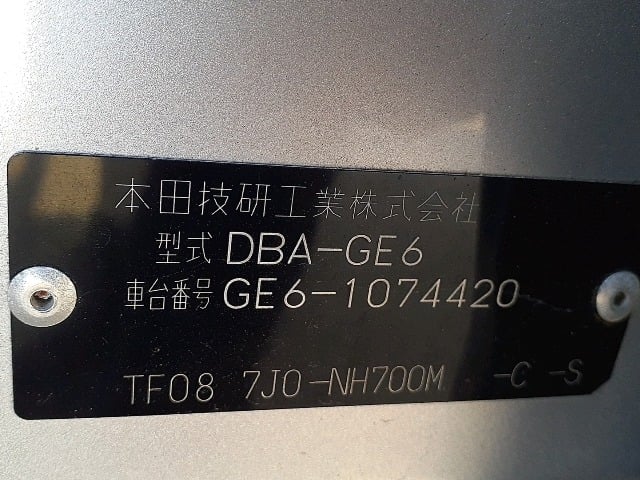 本田技研工業株式会社
型式 DBA-GE6
車台番号 GE6-1074420
TF08 7J0-NH700M -C -S